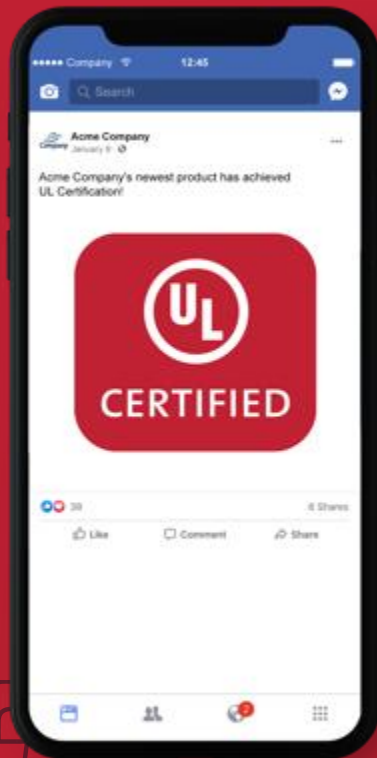 Company
12:45
Search
Acme Company
January 9
Acme Company's newest product has achieved
UL Certification!
UL
CERTIFIED
39
6 Shares
Like
Comment
Share
2